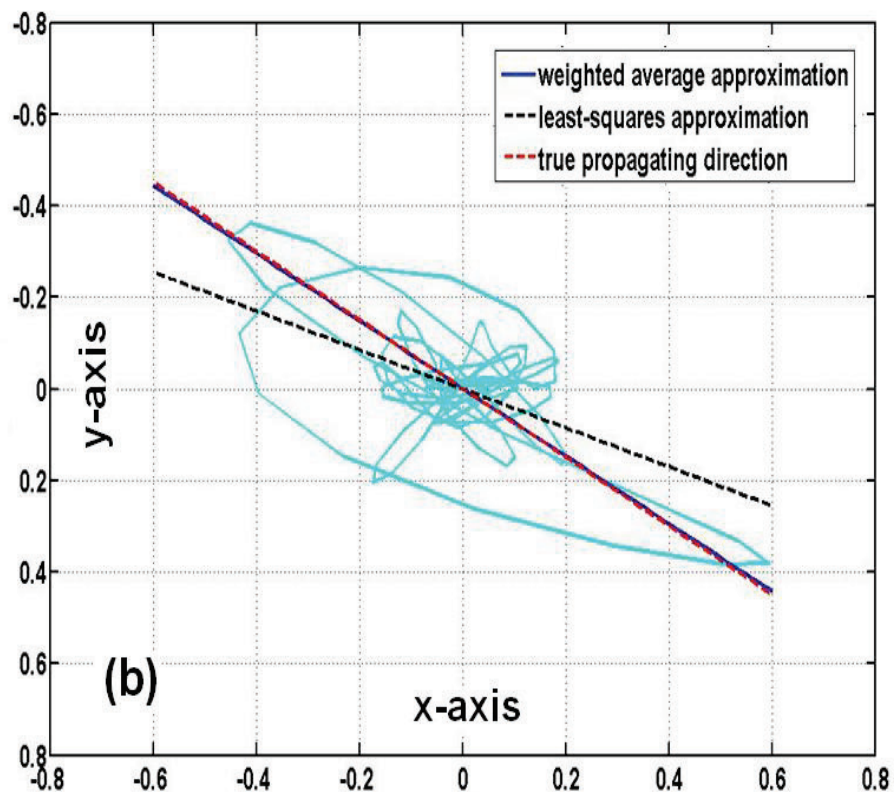 -0.8
-0.6
-0.4
-0.2
0
0.2
0.4
0.6
0.8
y-axis
weighted average approximation
least-squares approximation
true propagating direction
(b)
x-axis
-0.8 -0.6 -0.4 -0.2 0 0.2 0.4 0.6 0.8